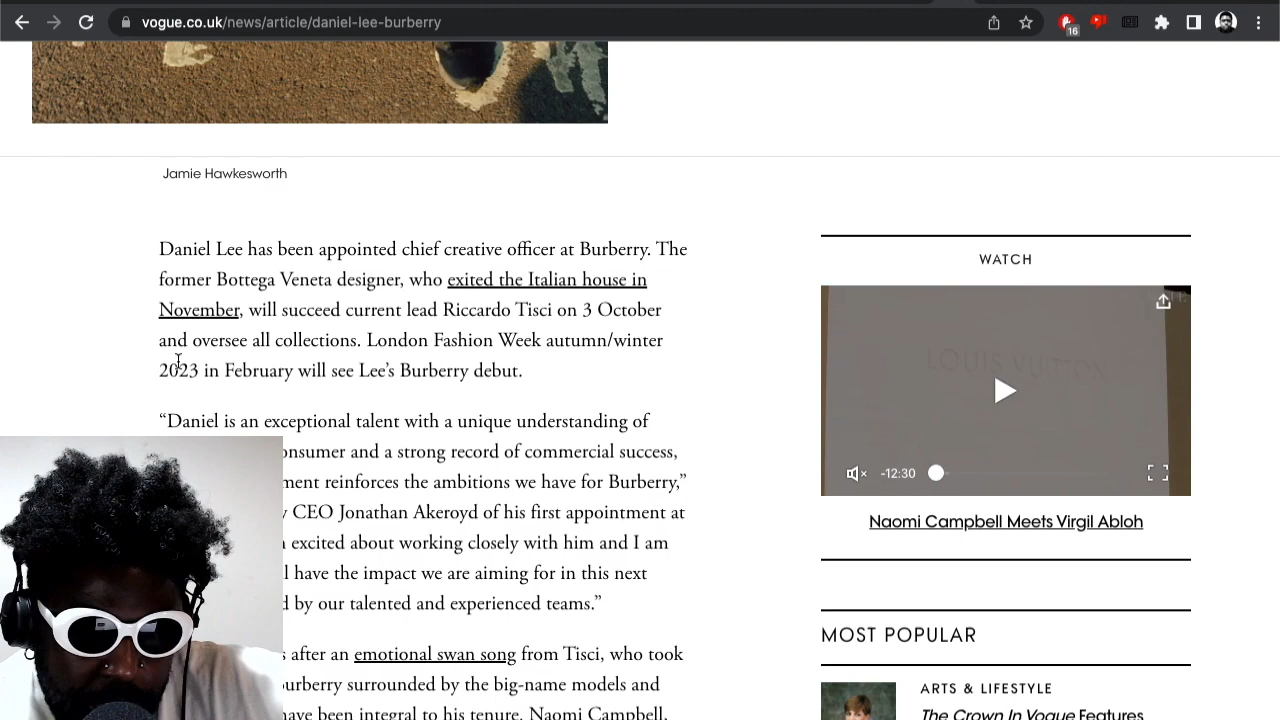 vogue.co.uk/news/article/daniel-lee-burberry
16
Jamie Hawkesworth
Daniel Lee has been appointed chief creative officer at Burberry. The
former Bottega Veneta designer, who exited the Italian house in
November, will succeed current lead Riccardo Tisci on 3 October
and oversee all collections. London Fashion Week autumn/winter
2023 in February will see Lee’s Burberry debut.
“Daniel is an exceptional talent with a unique understanding of
onsumer and a strong record of commercial success,
ment reinforces the ambitions we have for Burberry,”
CEO Jonathan Akeroyd of his first appointment at
excited about working closely with him and I am
l have the impact we are aiming for in this next
d by our talented and experienced teams.”
s after an emotional swan song from Tisci, who took
urberry surrounded by the big-name models and
have been integral to his tenure. Naomi Campbell,
WATCH
LOUIS VUITTON
-12:30
Naomi Campbell Meets Virgil Abloh
MOST POPULAR
ARTS & LIFESTYLE
The Crown In Vogue Features